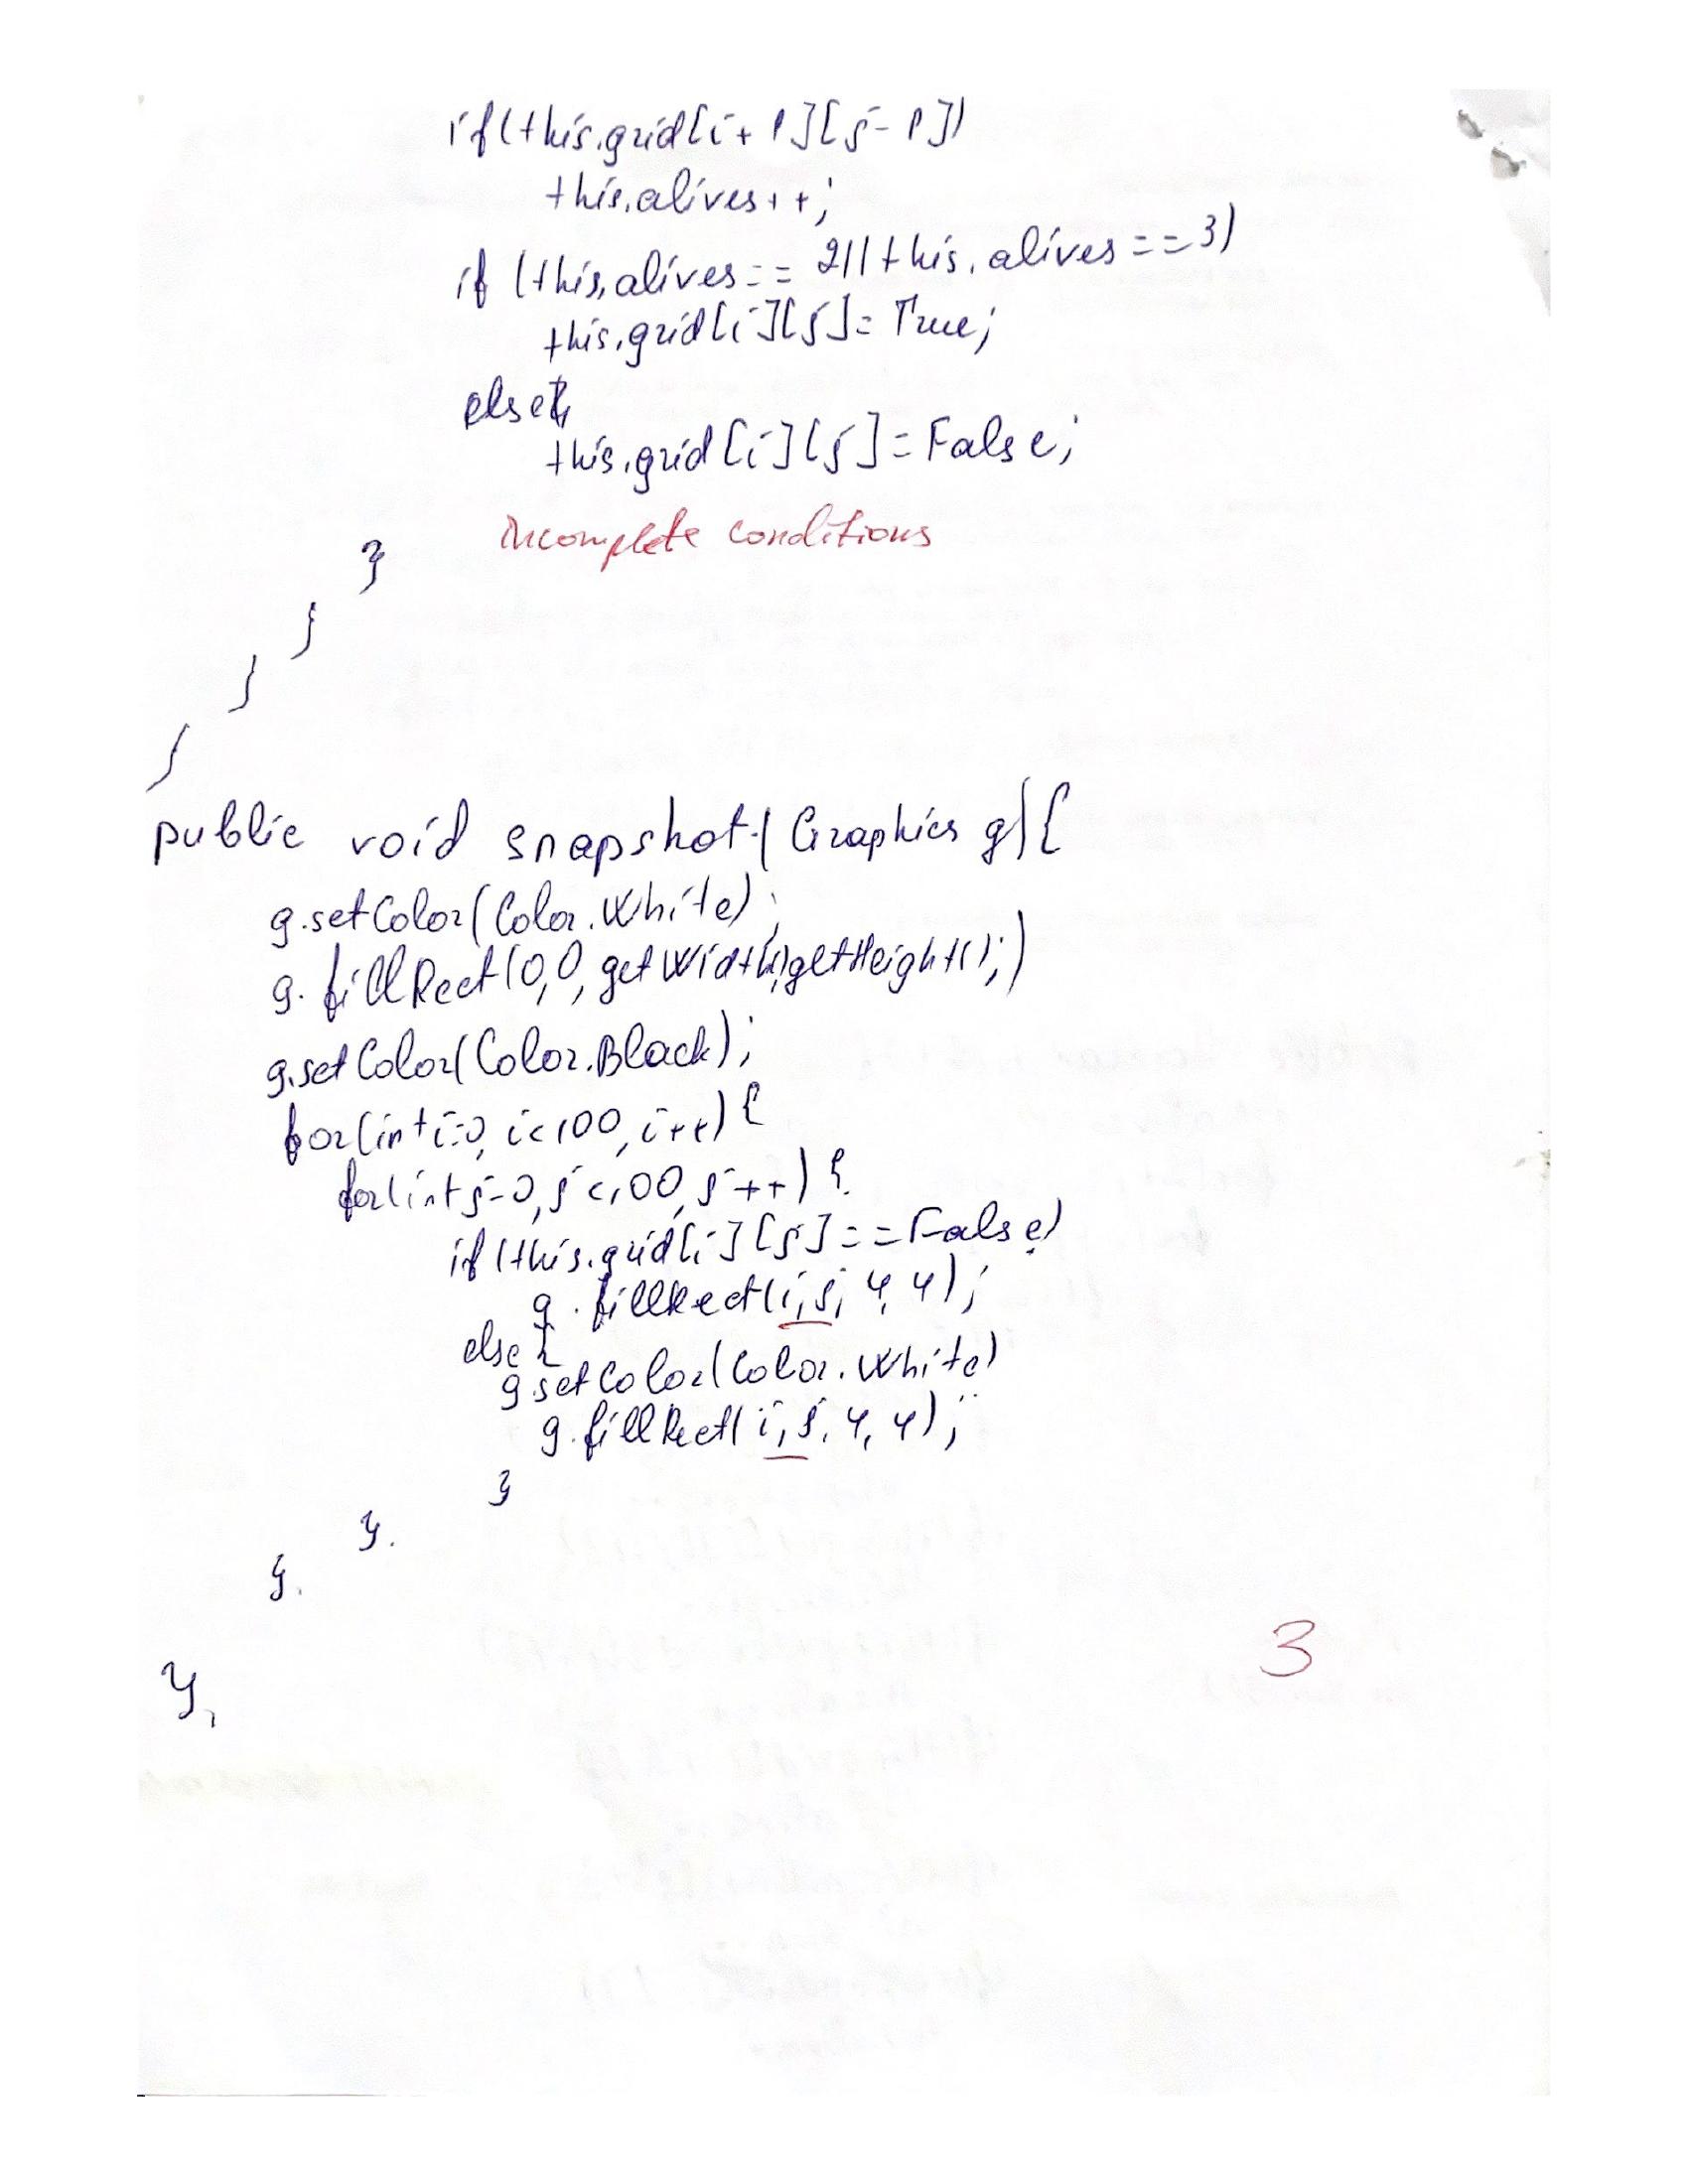 if(this.grid[i+1][j-1])
this.alives++;
if (this.alives==2||this.alives==3)
this.grid[i][j]=True;
else{
this.grid[i][j]=False;
incomplete conditions
}
}
}
}
public void snapshot(Graphics g){
g.setColor(Color.White);
g.fillRect(0,0,getWidth(),getHeight();)
g.setColor(Color.Black);
for(int i=0, i<100, i++){
for(int j=0, j<100, j++){
if(this.grid[i][j]==False)
g.fillRect(i,j,4,4);
else{
g.setColor(Color.White)
g.fillRect(i,j,4,4);
}
}.
}.
3
},